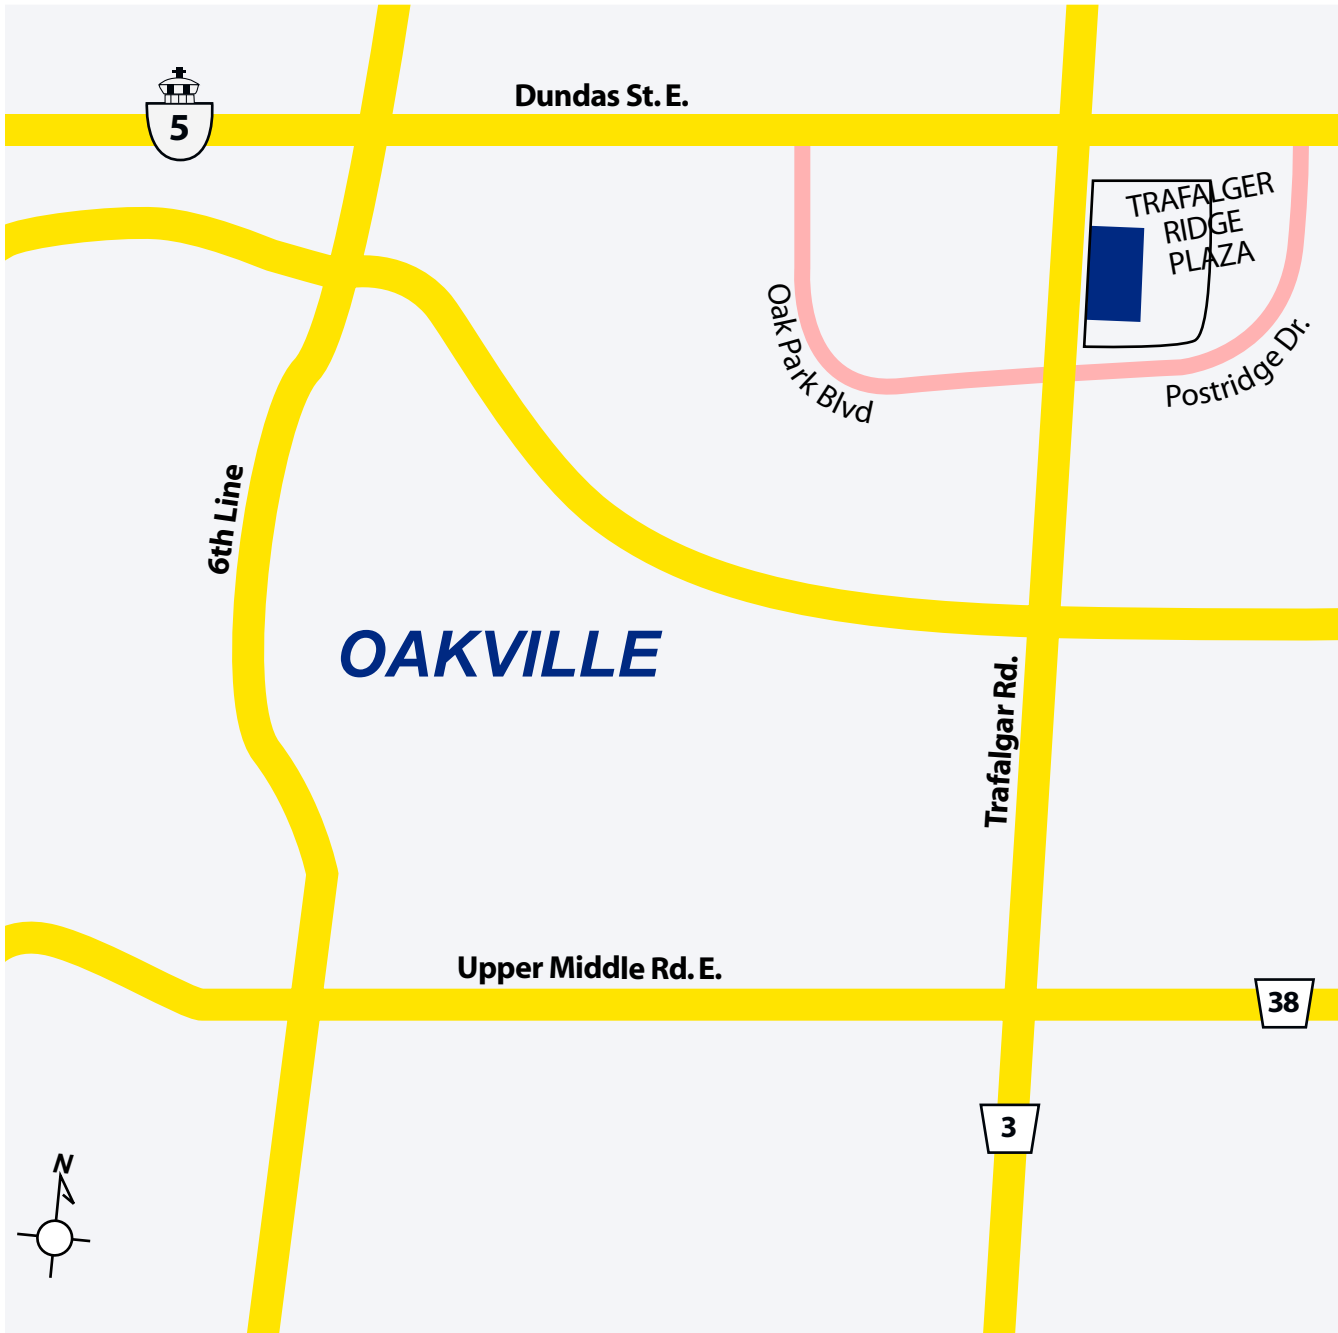 Dundas St. E.
5
TRAFALGER
RIDGE
PLAZA
Oak Park Blvd
Postridge Dr.
6th Line
OAKVILLE
Trafalgar Rd.
Upper Middle Rd. E.
38
3
N